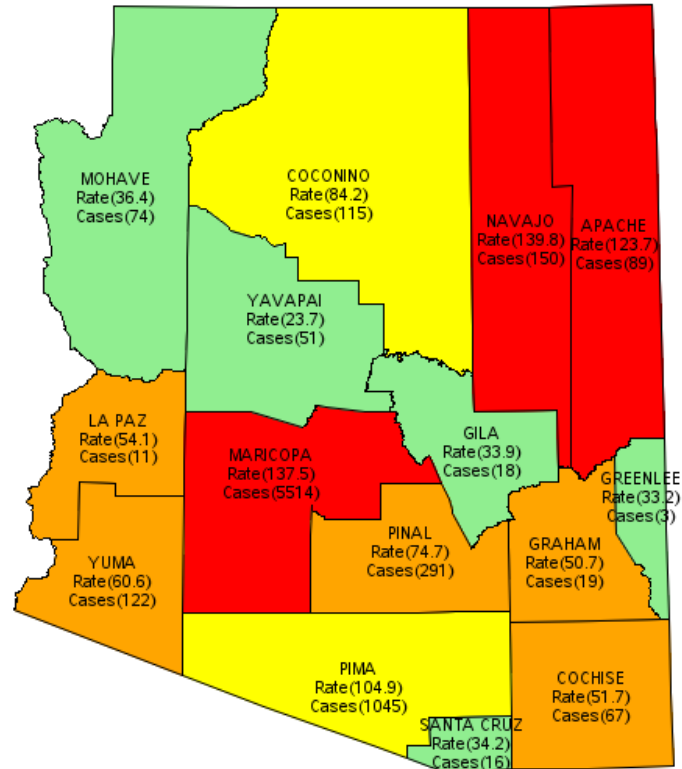 MOHAVE
Rate(36.4)
Cases(74)
COCONINO
Rate(84.2)
Cases(115)
NAVAJO
Rate(139.8)
Cases(150)
APACHE
Rate(123.7)
Cases(89)
YAVAPAI
Rate(23.7)
Cases(51)
LA PAZ
Rate(54.1)
Cases(11)
MARICOPA
Rate(137.5)
Cases(5514)
GILA
Rate(33.9)
Cases(18)
GREENLEE
Rate(33.2)
Cases(3)
YUMA
Rate(60.6)
Cases(122)
PINAL
Rate(74.7)
Cases(291)
GRAHAM
Rate(50.7)
Cases(19)
PIMA
Rate(104.9)
Cases(1045)
COCHISE
Rate(51.7)
Cases(67)
SANTA CRUZ
Rate(34.2)
Cases(16)